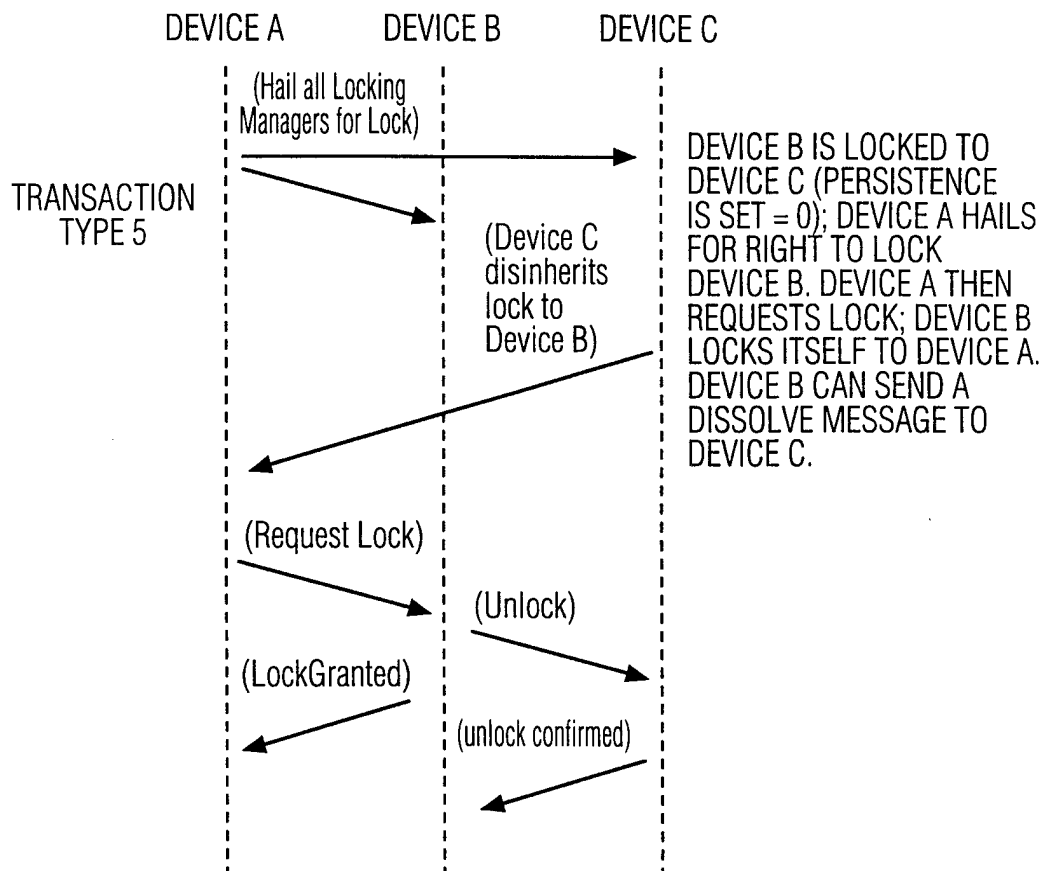 DEVICE A
DEVICE B
DEVICE C
(Hail all Locking
Managers for Lock)
TRANSACTION
TYPE 5
(Device C
disinherits
lock to
Device B)
DEVICE B IS LOCKED TO
DEVICE C (PERSISTENCE
IS SET = 0); DEVICE A HAILS
FOR RIGHT TO LOCK
DEVICE B. DEVICE A THEN
REQUESTS LOCK; DEVICE B
LOCKS ITSELF TO DEVICE A.
DEVICE B CAN SEND A
DISSOLVE MESSAGE TO
DEVICE C.
(Request Lock)
(Unlock)
(LockGranted)
(unlock confirmed)